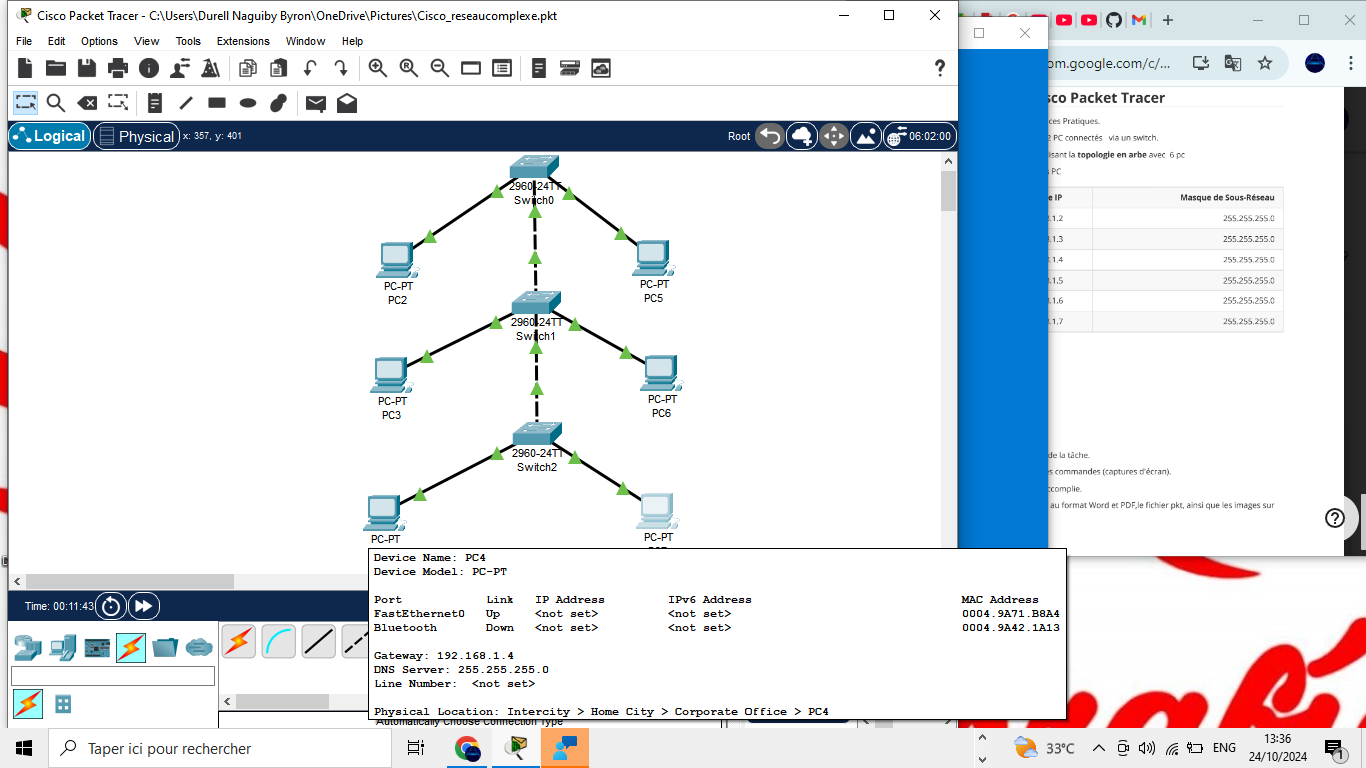 Cisco Packet Tracer - C:\Users\Durell Naguiby Byron\OneDrive\Pictures\Cisco_reseaucomplexe.pkt
File Edit Options View Tools Extensions Window Help
om.google.com/c/...
?
Logical Physical x: 357, y: 401 Root 06:02:00
sco Packet Tracer
ces Pratiques.
2 PC connectés via un switch.
isant la topologie en arbe avec 6 pc
PC
e IP Masque de Sous-Réseau
.1.2 255.255.255.0
.1.3 255.255.255.0
.1.4 255.255.255.0
.1.5 255.255.255.0
.1.6 255.255.255.0
.1.7 255.255.255.0
de la tâche.
es commandes (captures d'écran).
ccomplie.
au format Word et PDF,le fichier pkt, ainsi que les images sur
2960-24TT
Switch0
PC-PT
PC2
PC-PT
PC5
2960-24TT
Switch1
PC-PT
PC3
PC-PT
PC6
2960-24TT
Switch2
PC-PT
PC-PT
Device Name: PC4
Device Model: PC-PT
Port Link IP Address IPv6 Address MAC Address
FastEthernet0 Up <not set> <not set> 0004.9A71.B8A4
Bluetooth Down <not set> <not set> 0004.9A42.1A13
Gateway: 192.168.1.4
DNS Server: 255.255.255.0
Line Number: <not set>
Physical Location: Intercity > Home City > Corporate Office > PC4
Time: 00:11:43
Automatically Choose Connection Type
Taper ici pour rechercher
33°C
ENG
13:36
24/10/2024
1